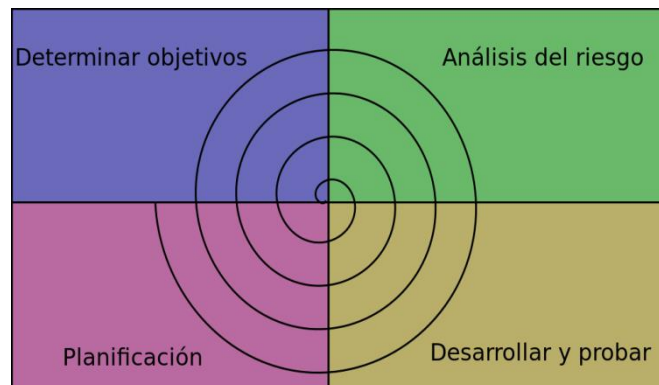 Determinar objetivos
Análisis del riesgo
Planificación
Desarrollar y probar